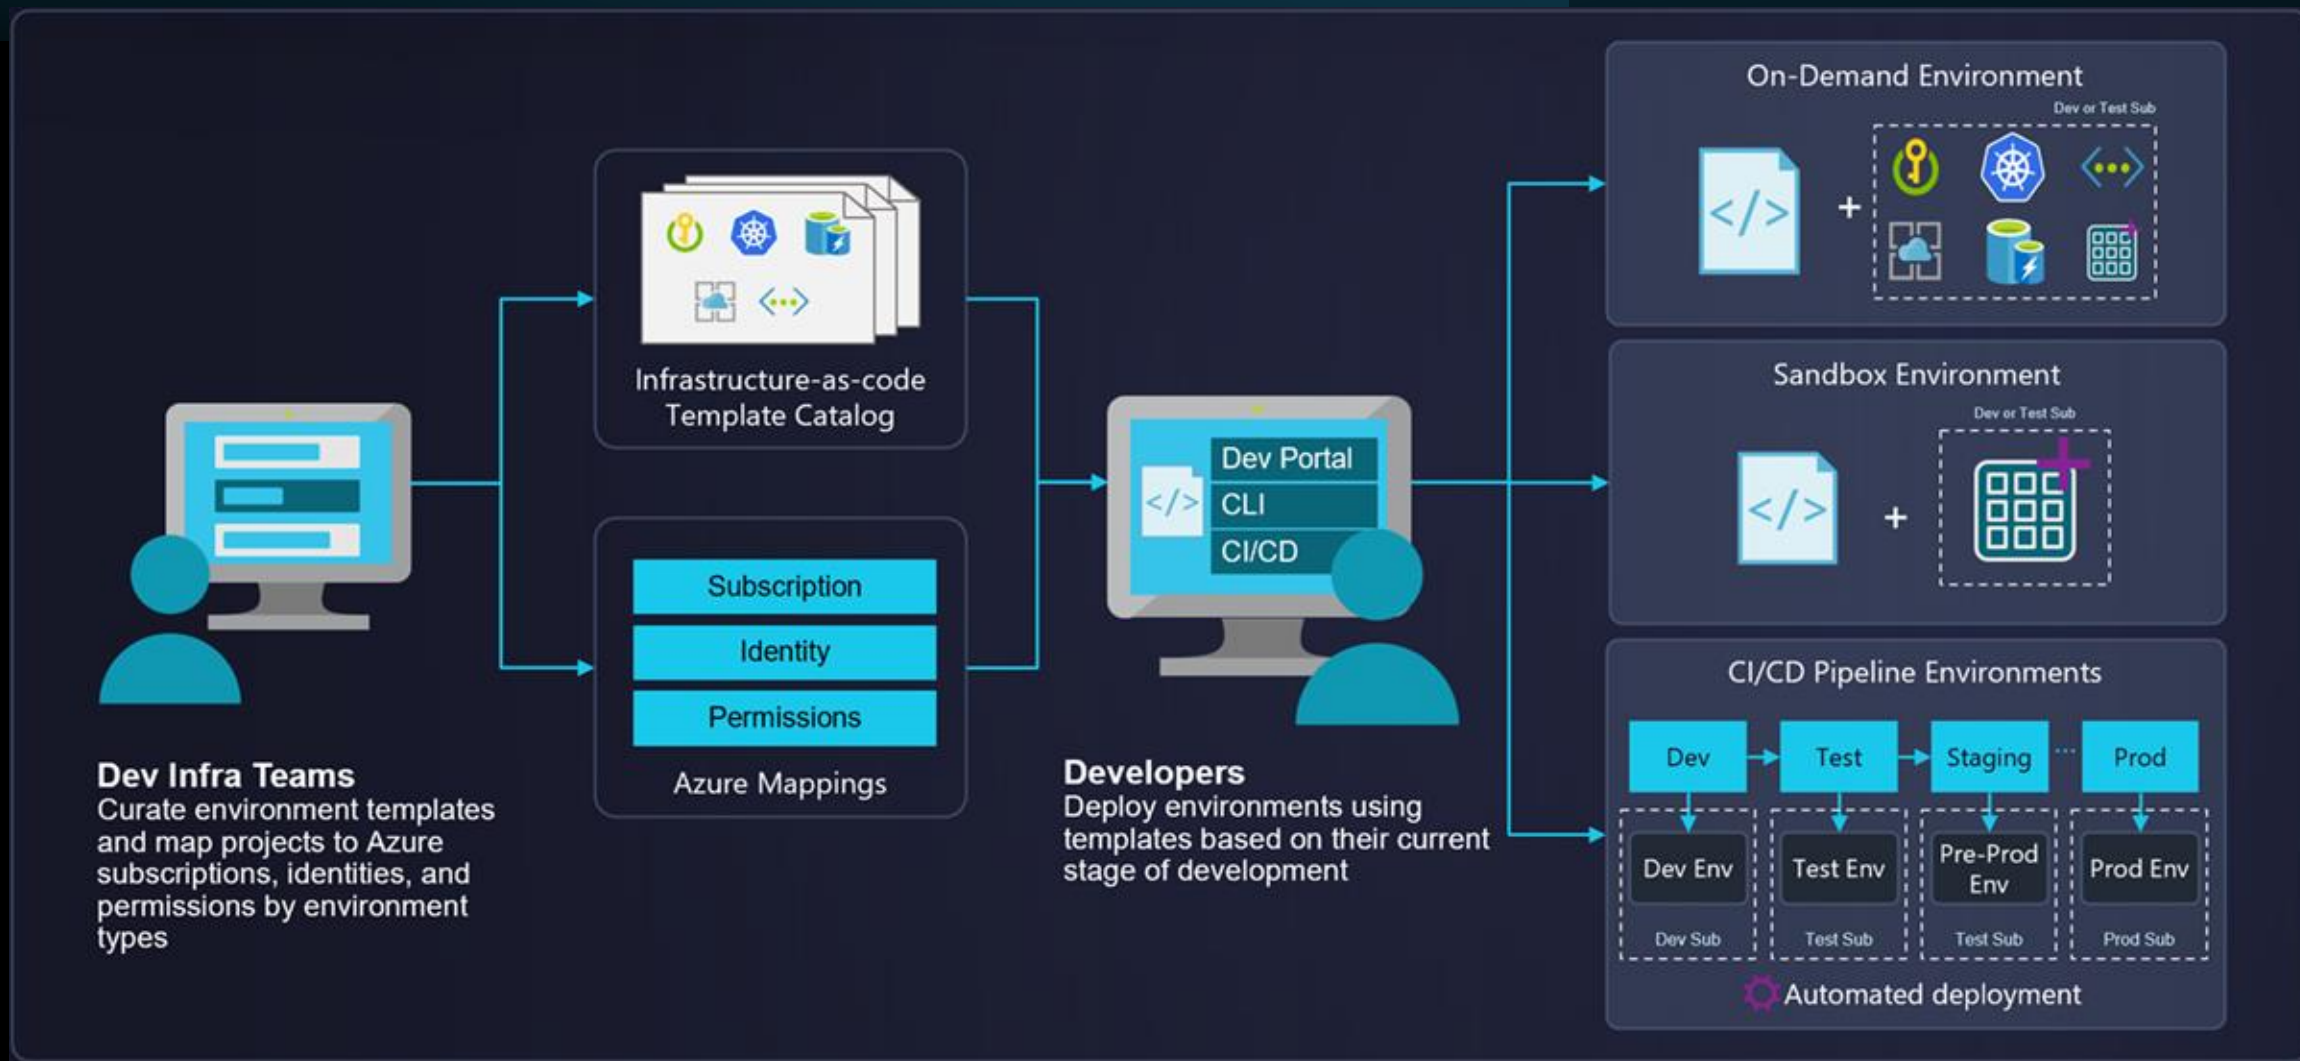 Infrastructure-as-code
Template Catalog
Subscription
Identity
Permissions
Azure Mappings
Dev Infra Teams
Curate environment templates
and map projects to Azure
subscriptions, identities, and
permissions by environment
types
</>
Dev Portal
CLI
CI/CD
Developers
Deploy environments using
templates based on their current
stage of development
On-Demand Environment
Dev or Test Sub
</>
+
Sandbox Environment
Dev or Test Sub
</>
+
CI/CD Pipeline Environments
Dev
Test
Staging
...
Prod
Dev Env
Test Env
Pre-Prod
Env
Prod Env
Dev Sub
Test Sub
Test Sub
Prod Sub
Automated deployment